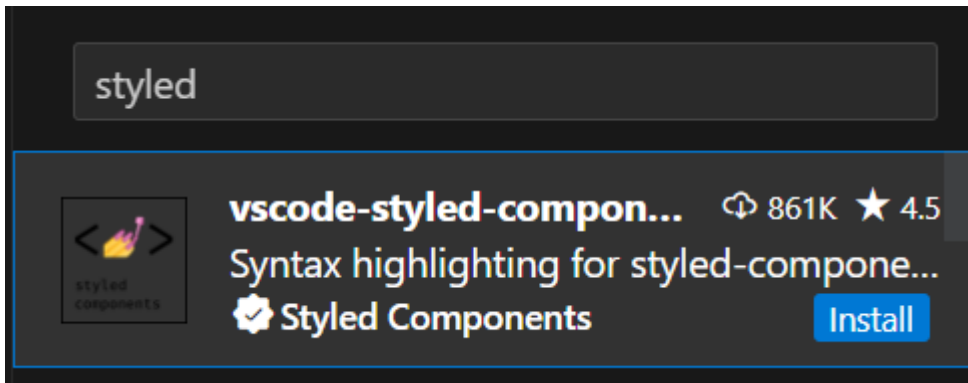 styled
vscode-styled-compon... 861K ★ 4.5
Syntax highlighting for styled-compone...
<>
styled
components
Styled Components
Install